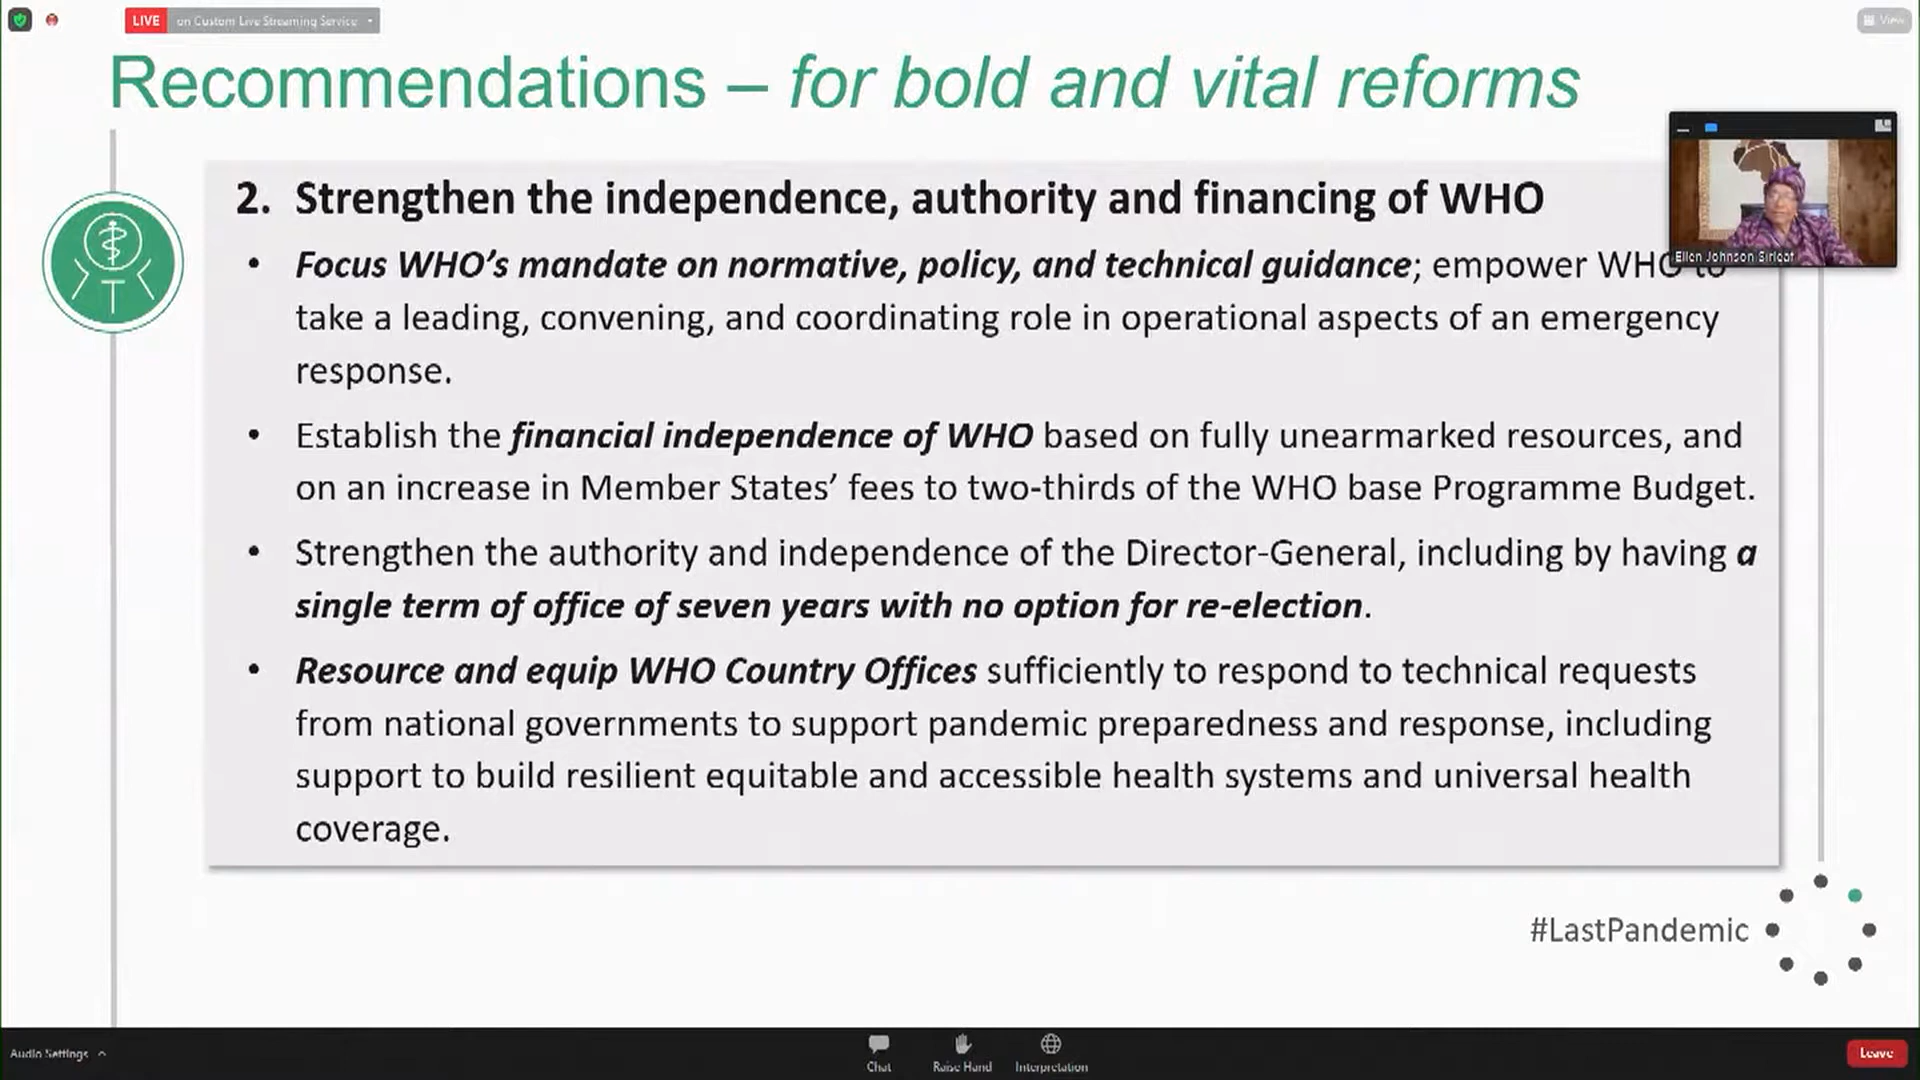 LIVE on Custom Live Streaming Service
View
Recommendations – for bold and vital reforms
2. Strengthen the independence, authority and financing of WHO
• Focus WHO’s mandate on normative, policy, and technical guidance; empower WHO to
take a leading, convening, and coordinating role in operational aspects of an emergency
response.
• Establish the financial independence of WHO based on fully unearmarked resources, and
on an increase in Member States’ fees to two-thirds of the WHO base Programme Budget.
• Strengthen the authority and independence of the Director-General, including by having a
single term of office of seven years with no option for re-election.
• Resource and equip WHO Country Offices sufficiently to respond to technical requests
from national governments to support pandemic preparedness and response, including
support to build resilient equitable and accessible health systems and universal health
coverage.
Ellen Johnson Sirleaf
#LastPandemic
Audio Settings
Chat
Raise Hand
Interpretation
Leave